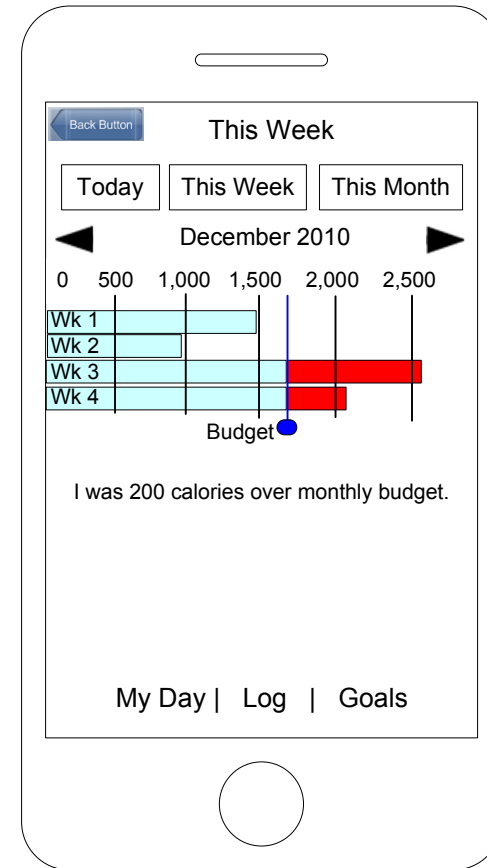 Back Button
This Week
Today This Week This Month
December 2010
0 500 1,000 1,500 2,000 2,500
Wk 1
Wk 2
Wk 3
Wk 4
Budget
I was 200 calories over monthly budget.
My Day | Log | Goals